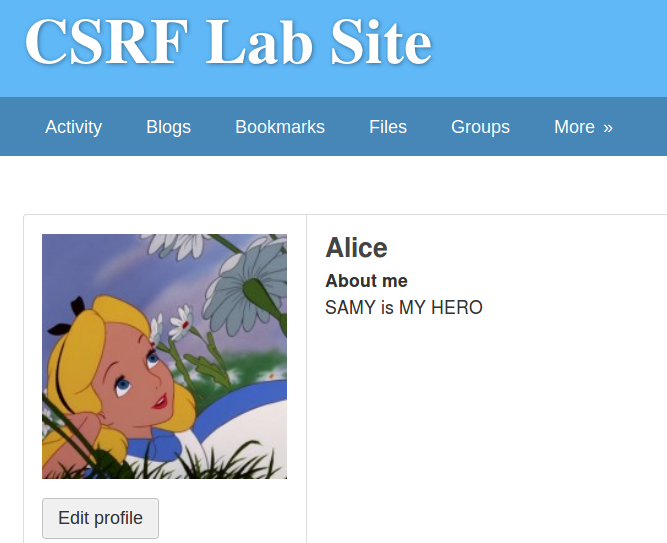 CSRF Lab Site
Activity Blogs Bookmarks Files Groups More »
Alice
About me
SAMY is MY HERO
Edit profile